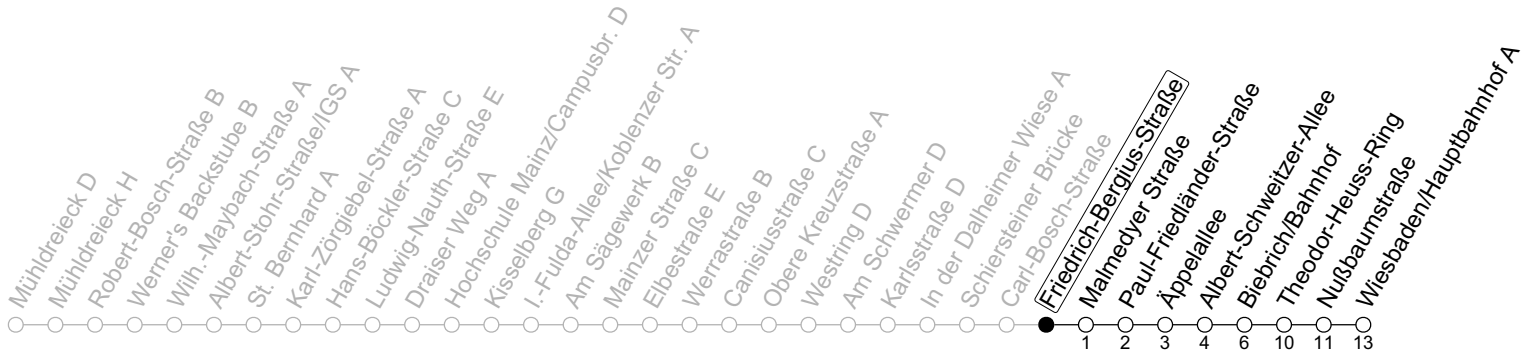 Mühldreieck D
Mühldreieck H
Robert-Bosch-Straße B
Werner's Backstube B
Wilh.-Maybach-Straße A
Albert-Stohr-Straße/IGS A
St. Bernhard A
Karl-Zörgiebel-Straße A
Hans-Böckler-Straße C
Ludwig-Nauth-Straße E
Draiser Weg A
Hochschule Mainz/Campusbr. D
Kisselberg G
I.-Fulda-Allee/Koblenzer Str. A
Am Sägewerk B
Mainzer Straße C
Elbestraße E
Werrastraße B
Canisiusstraße C
Obere Kreuzstraße A
Westring D
Am Schwermer D
Karlsstraße D
In der Dalheimer Wiese A
Schiersteiner Brücke
Carl-Bosch-Straße
Friedrich-Bergius-Straße
Malmedyer Straße
Paul-Friedländer-Straße
Äppelallee
Albert-Schweitzer-Allee
Biebrich/Bahnhof
Theodor-Heuss-Ring
Nußbaumstraße
Wiesbaden/Hauptbahnhof A
1 2 3 4 6 10 11 13